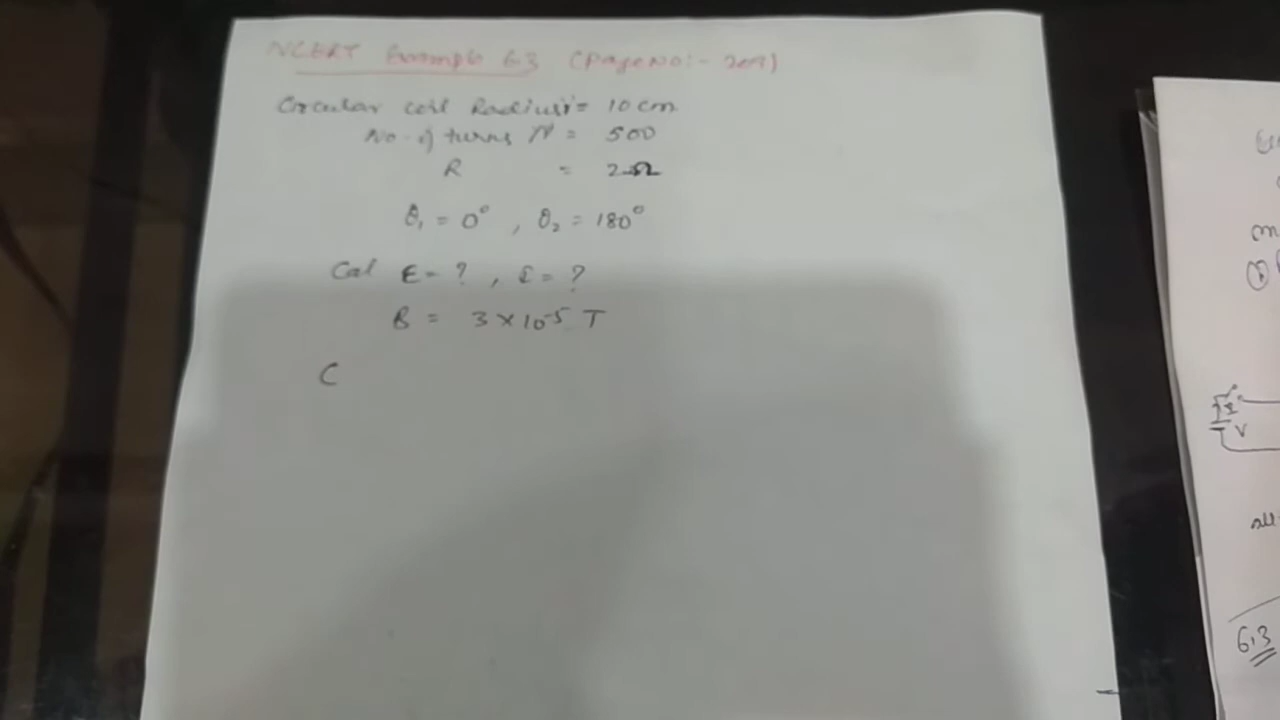 NCERT Example 6.3 (Page No:- 209)
Circular coil Radius r = 10 cm
No. of turns N = 500
R = 2Ω
θ₁ = 0° , θ₂ = 180°
Cal ε = ? , I = ?
B = 3 × 10⁻⁵ T
C
V
all
6.3